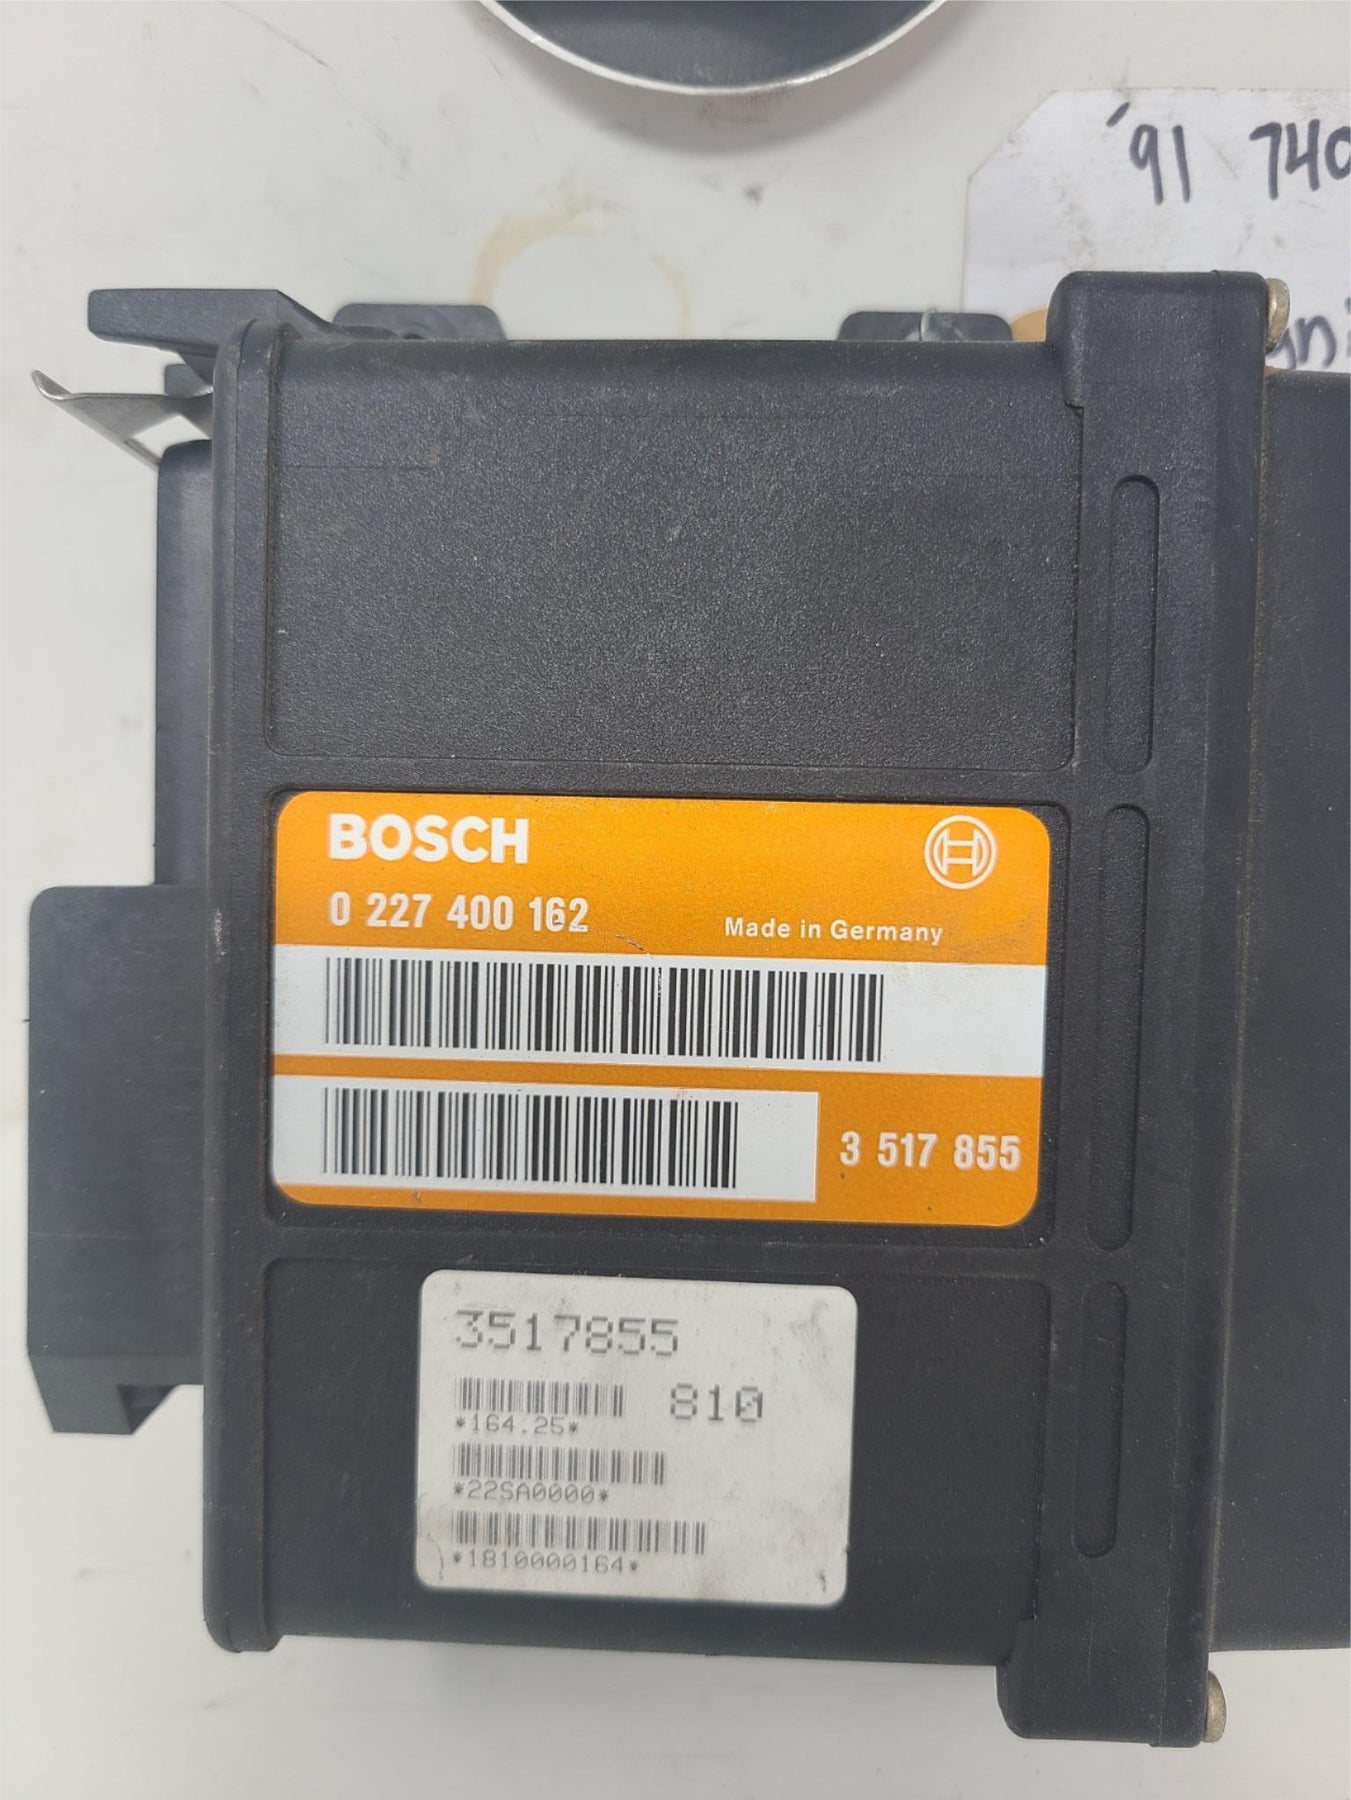 '91 740
BOSCH
0 227 400 162
Made in Germany
3 517 855
3517855
810
*164.25*
*22SA0000*
*1810000164*